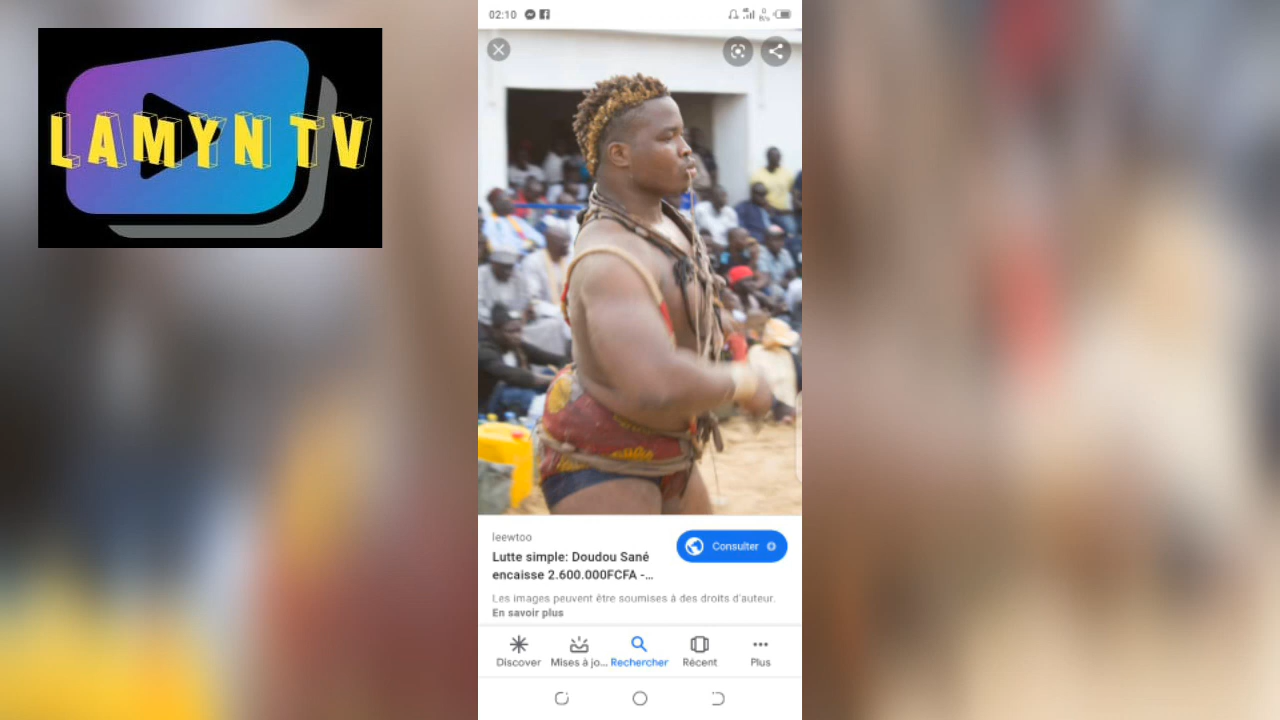 LAMYN TV
02:10
leewtoo
Lutte simple: Doudou Sané
encaisse 2.600.000FCFA -...
Consulter
Les images peuvent être soumises à des droits d'auteur.
En savoir plus
Discover
Mises à jo...
Rechercher
Récent
Plus